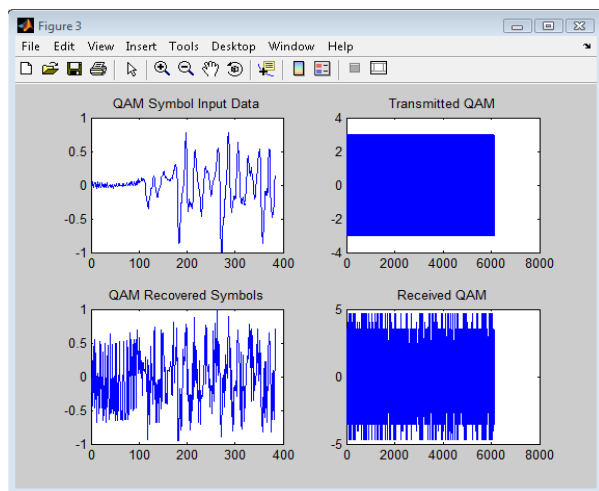 Figure 3
File Edit View Insert Tools Desktop Window Help
QAM Symbol Input Data
1
0.5
0
-0.5
-1
0 100 200 300 400
Transmitted QAM
4
2
0
-2
-4
0 2000 4000 6000 8000
QAM Recovered Symbols
1
0.5
0
-0.5
-1
0 100 200 300 400
Received QAM
5
0
-5
0 2000 4000 6000 8000